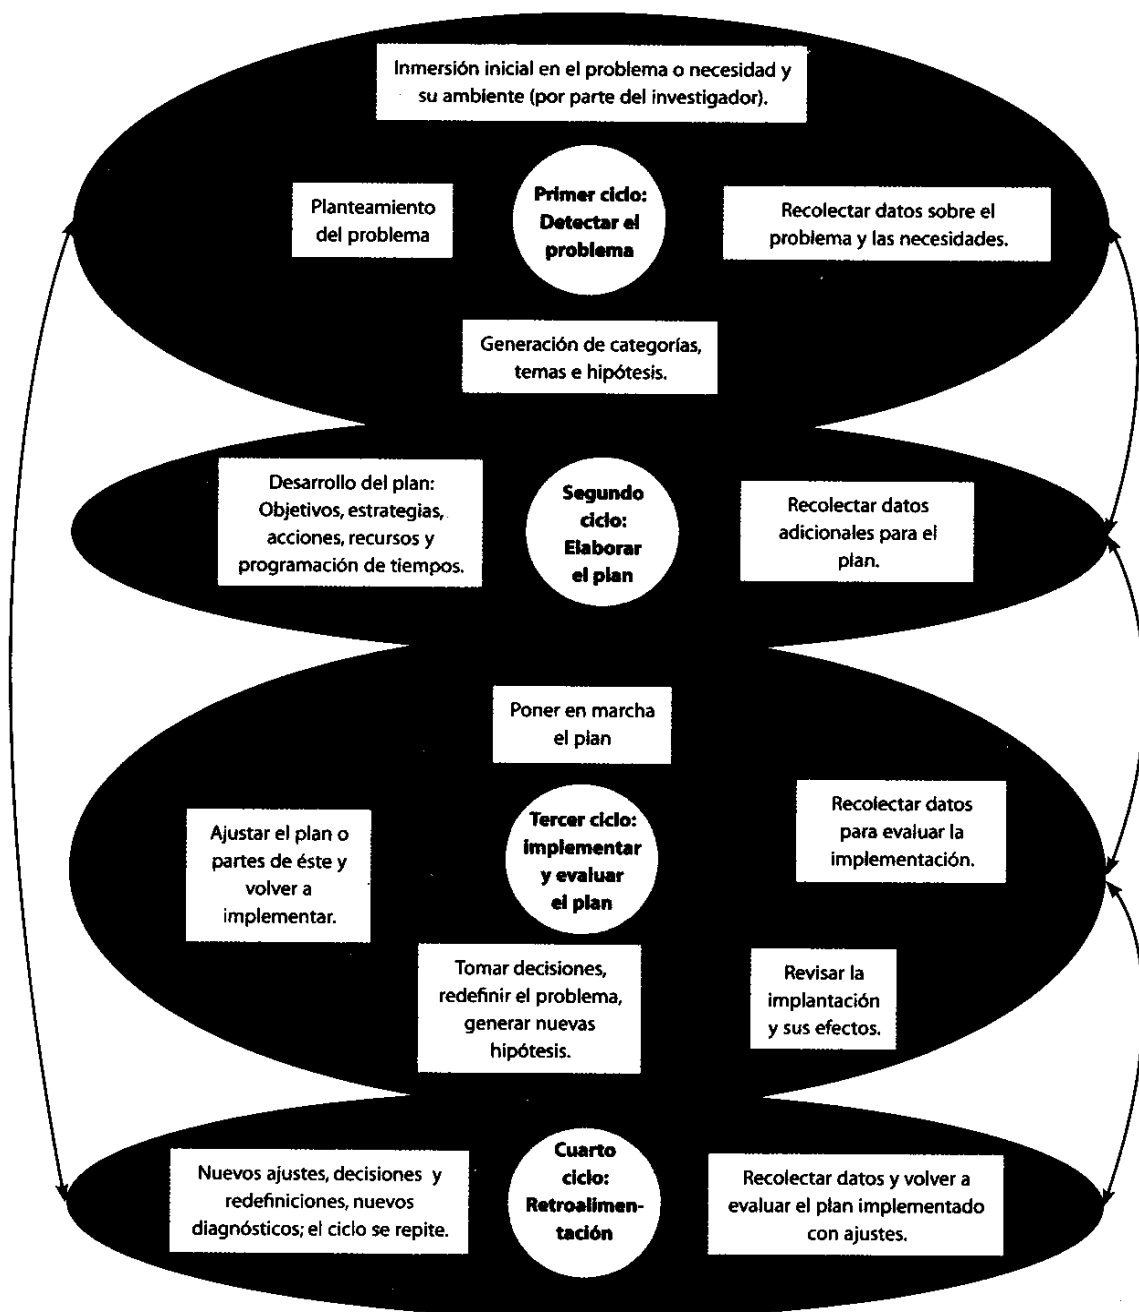 Inmersión inicial en el problema o necesidad y
su ambiente (por parte del investigador).
Planteamiento
del problema
Primer ciclo:
Detectar el
problema
Recolectar datos sobre el
problema y las necesidades.
Generación de categorías,
temas e hipótesis.
Desarrollo del plan:
Objetivos, estrategias,
acciones, recursos y
programación de tiempos.
Segundo
ciclo:
Elaborar
el plan
Recolectar datos
adicionales para el
plan.
Poner en marcha
el plan
Ajustar el plan o
partes de éste y
volver a
implementar.
Tercer ciclo:
implementar
y evaluar
el plan
Recolectar datos
para evaluar la
implementación.
Tomar decisiones,
redefinir el problema,
generar nuevas
hipótesis.
Revisar la
implantación
y sus efectos.
Nuevos ajustes, decisiones y
redefiniciones, nuevos
diagnósticos; el ciclo se repite.
Cuarto
ciclo:
Retroalimen-
tación
Recolectar datos y volver a
evaluar el plan implementado
con ajustes.